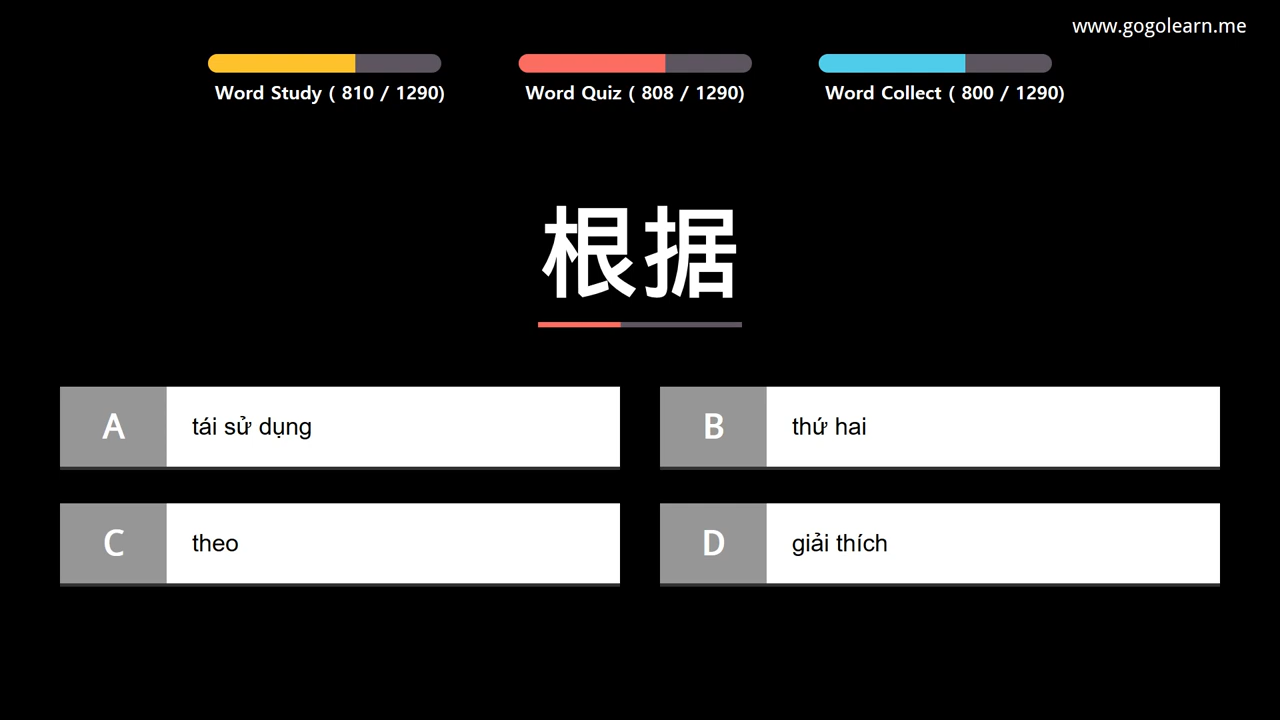 www.gogolearn.me
Word Study ( 810 / 1290)
Word Quiz ( 808 / 1290)
Word Collect ( 800 / 1290)
根据
A tái sử dụng
B thứ hai
C theo
D giải thích